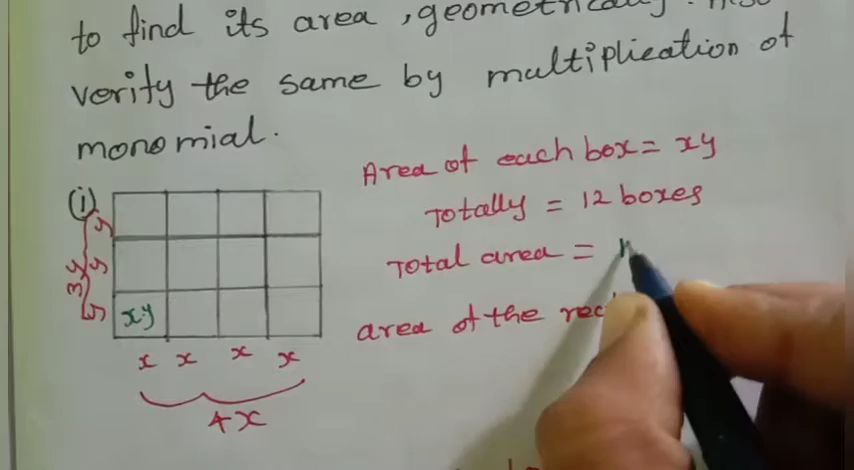 to find its area , geometrically. Also
verify the same by multiplication of
monomial.
Area of each box = xy
(i)
Totally = 12 boxes
Total area =
area of the
3y
y
y
y
xy
x x x x
4x